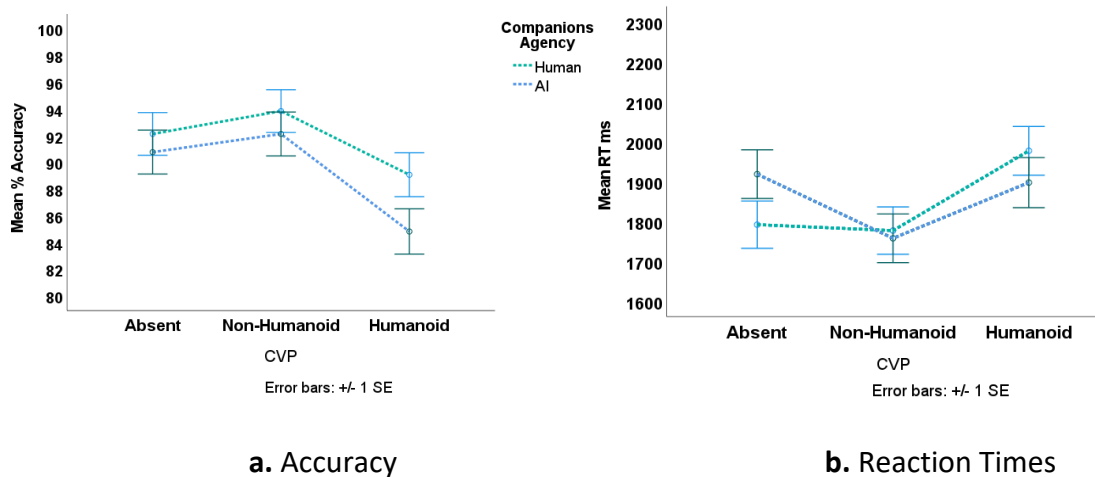 Mean % Accuracy
100
98
96
94
92
90
88
86
84
82
80
Absent
Non-Humanoid
Humanoid
CVP
Error bars: +/- 1 SE
Companions
Agency
Human
AI
Mean RT ms
2300
2200
2100
2000
1900
1800
1700
1600
Absent
Non-Humanoid
Humanoid
CVP
Error bars: +/- 1 SE
a. Accuracy
b. Reaction Times